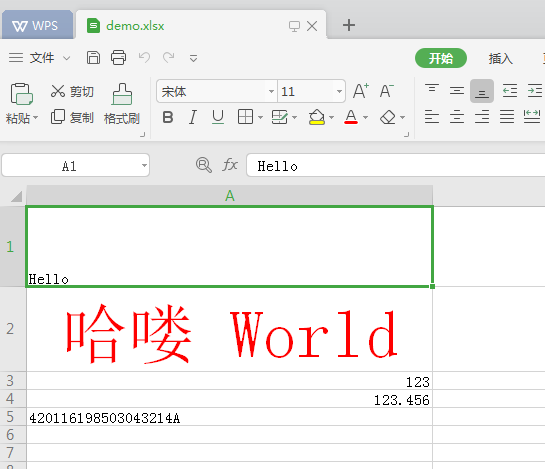 WPS
demo.xlsx
文件
开始
插入
粘贴
剪切
复制
格式刷
宋体
11
A+
A-
B I U
A
A1
fx
Hello
A
1
Hello
2
哈喽 World
3
123
4
123.456
5
420116198503043214A
6
7
8